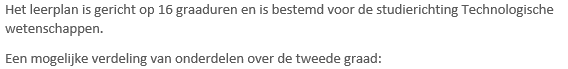 Het leerplan is gericht op 16 graaduren en is bestemd voor de studierichting Technologische
wetenschappen.
Een mogelijke verdeling van onderdelen over de tweede graad: